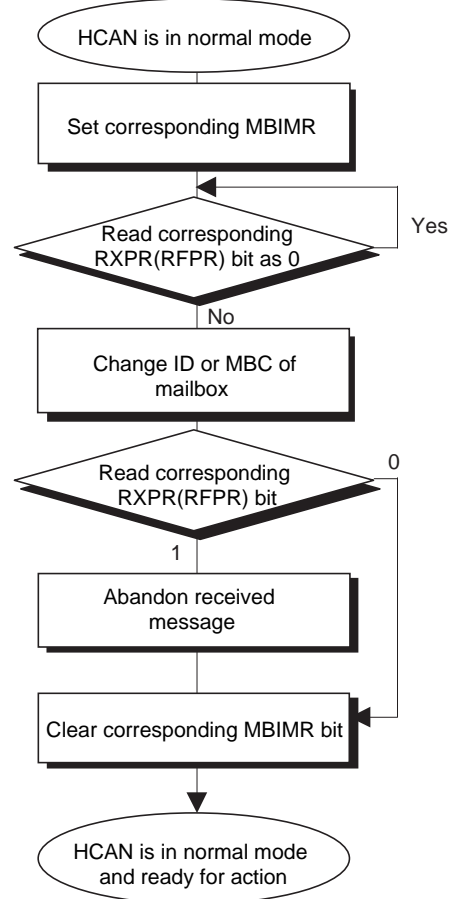 HCAN is in normal mode
Set corresponding MBIMR
Yes
Read corresponding
RXPR(RFPR) bit as 0
No
Change ID or MBC of
mailbox
0
Read corresponding
RXPR(RFPR) bit
1
Abandon received
message
Clear corresponding MBIMR bit
HCAN is in normal mode
and ready for action